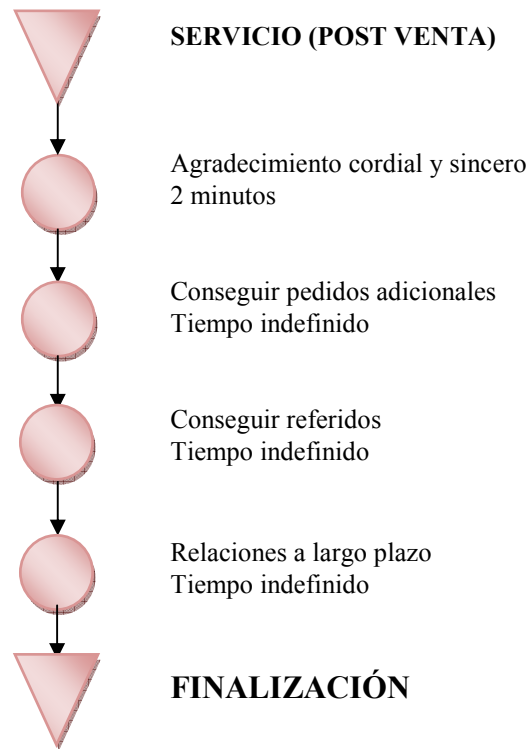 SERVICIO (POST VENTA)
Agradecimiento cordial y sincero
2 minutos
Conseguir pedidos adicionales
Tiempo indefinido
Conseguir referidos
Tiempo indefinido
Relaciones a largo plazo
Tiempo indefinido
FINALIZACIÓN